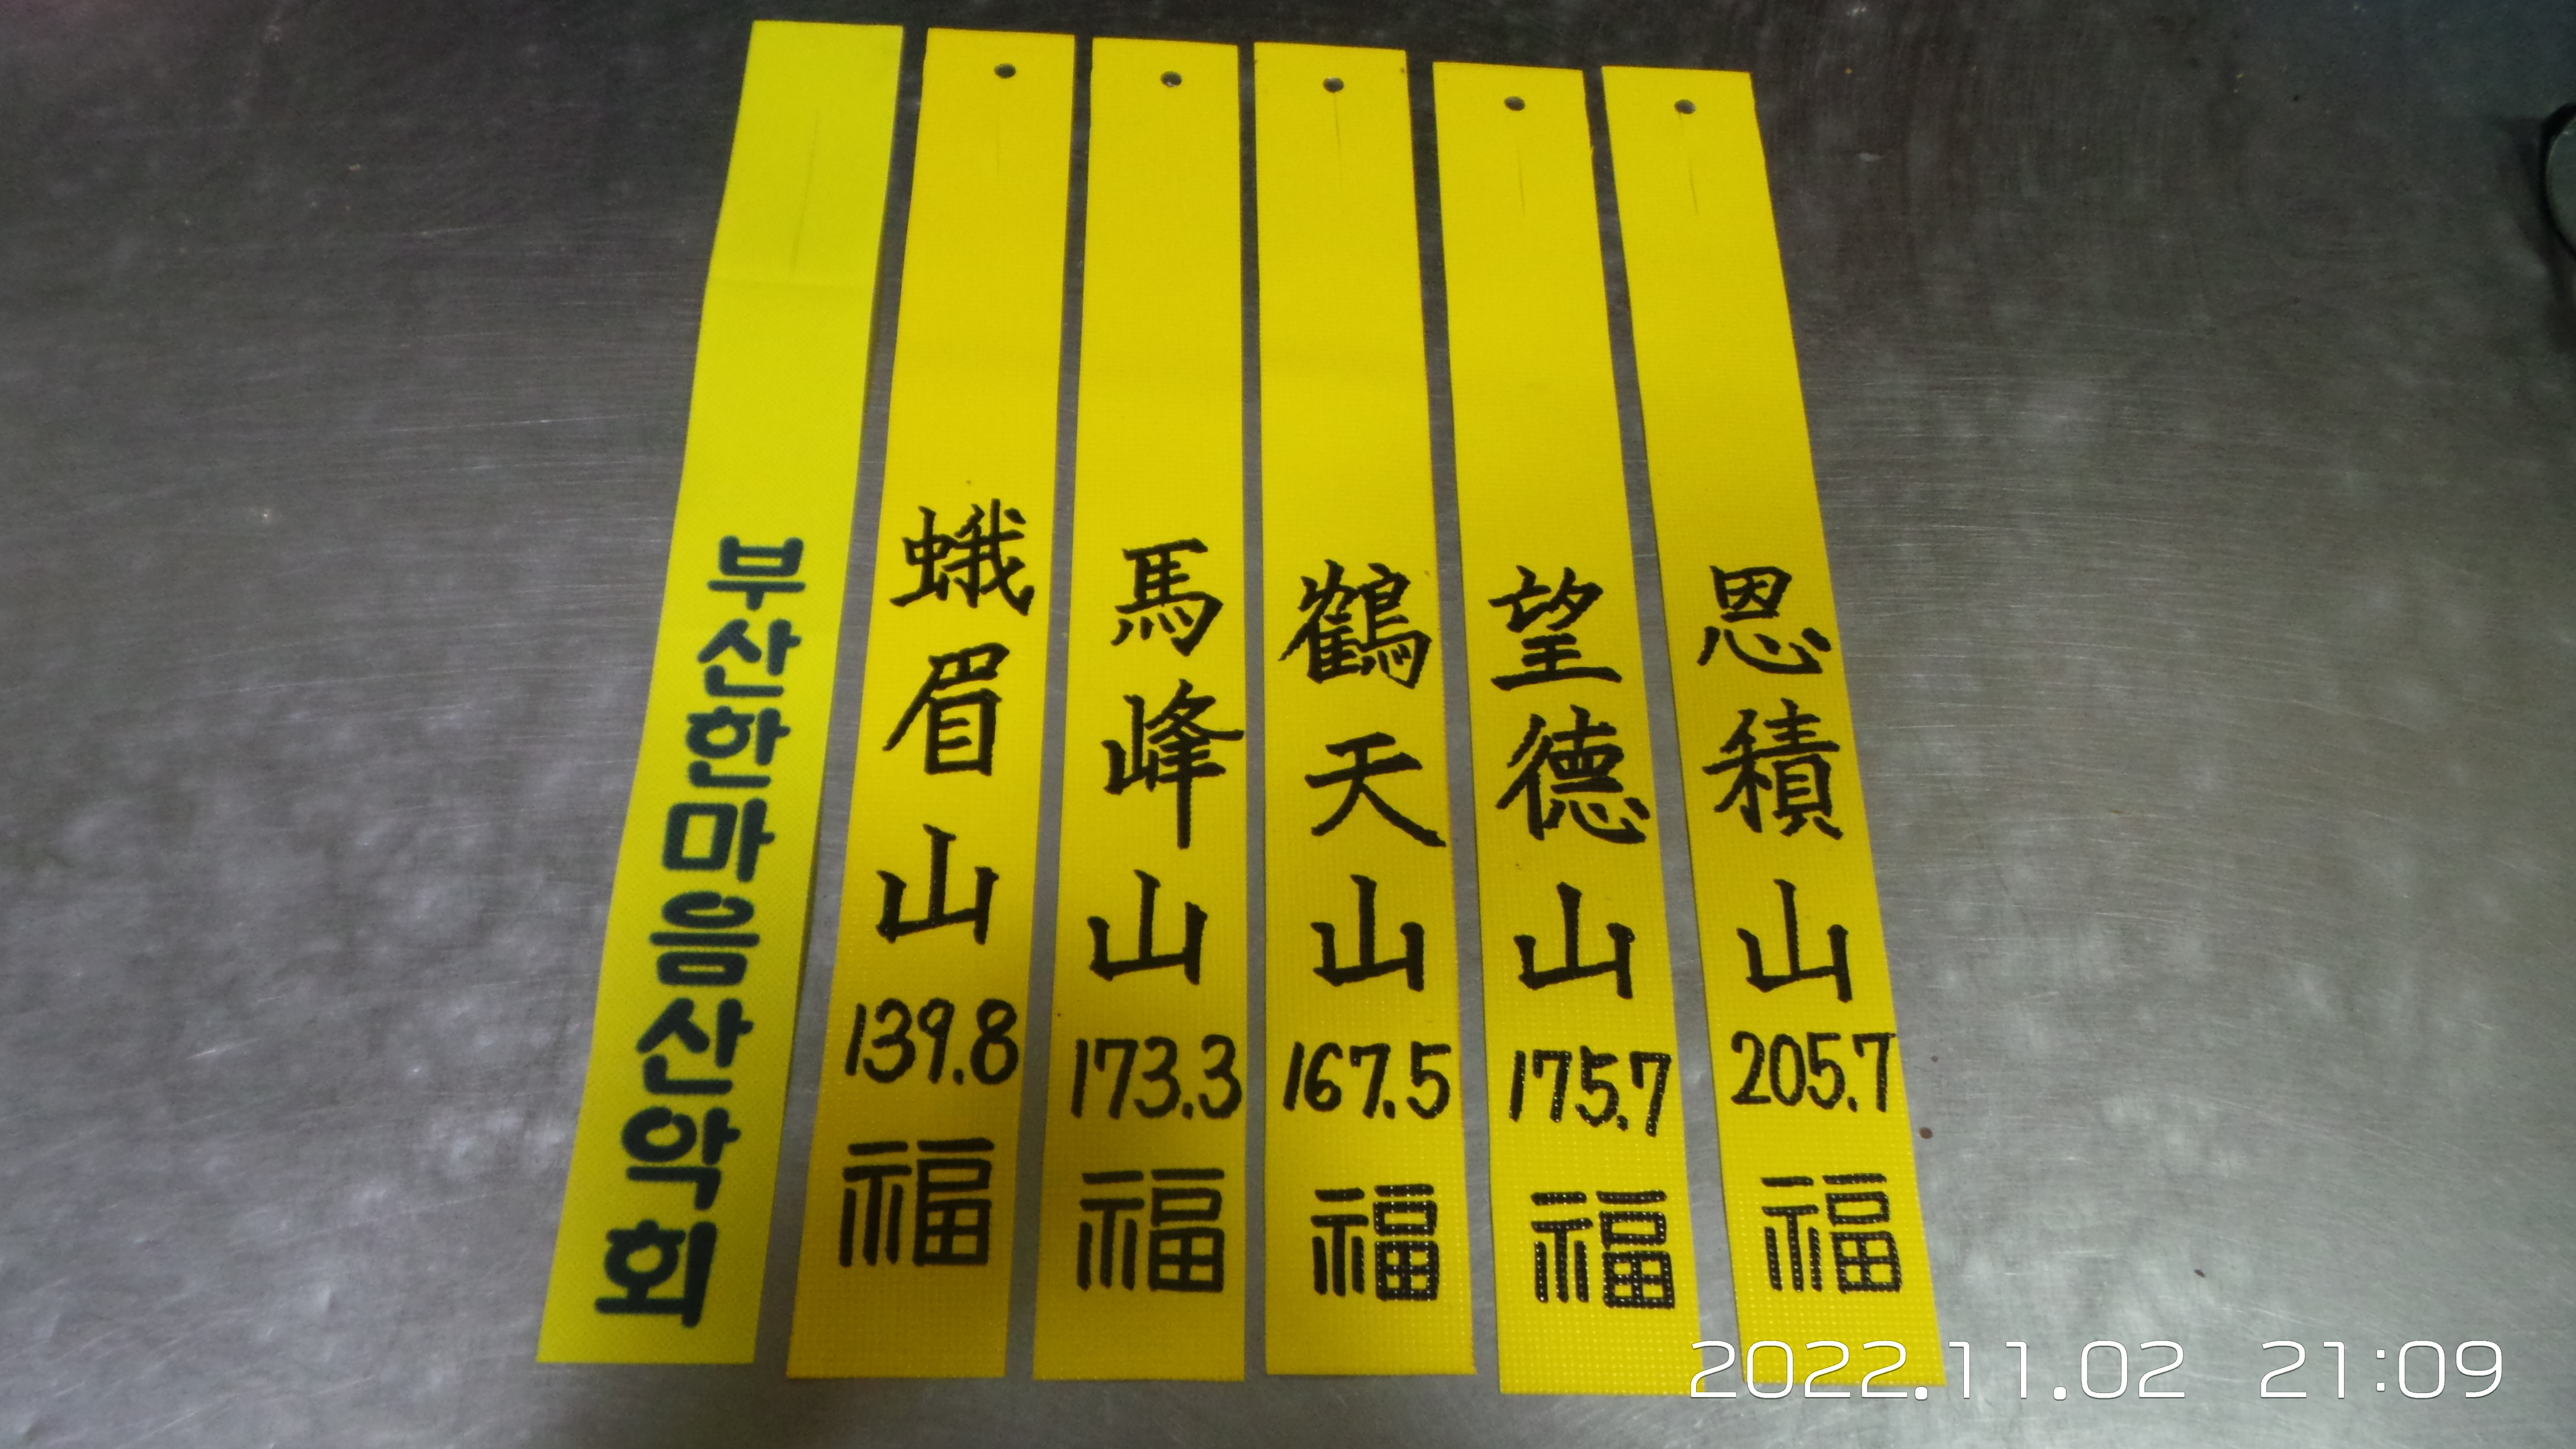 부산한마음산악회
蛾眉山
139.8
福
馬峰山
173.3
福
鶴天山
167.5
福
望德山
175.7
福
恩積山
205.7
福
2022.11.02 21:09